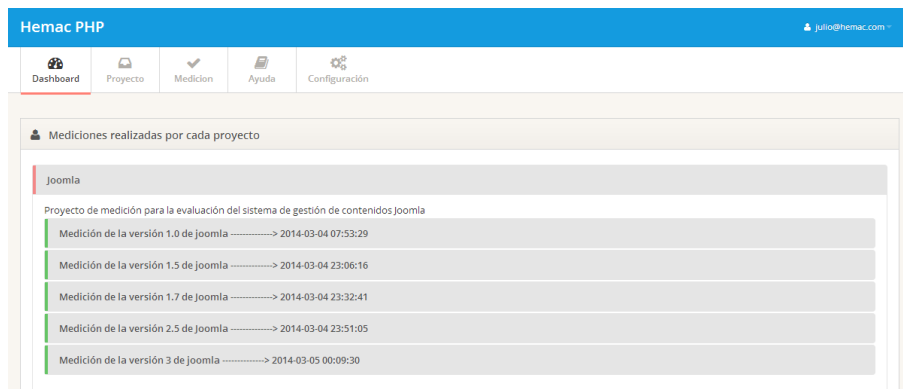 Hemac PHP
julio@hemac.com
Dashboard
Proyecto
Medicion
Ayuda
Configuración
Mediciones realizadas por cada proyecto
Joomla
Proyecto de medición para la evaluación del sistema de gestión de contenidos Joomla
Medición de la versión 1.0 de joomla --------------> 2014-03-04 07:53:29
Medición de la versión 1.5 de joomla --------------> 2014-03-04 23:06:16
Medición de la versión 1.7 de Joomla --------------> 2014-03-04 23:32:41
Medición de la versión 2.5 de Joomla --------------> 2014-03-04 23:51:05
Medición de la versión 3 de joomla --------------> 2014-03-05 00:09:30